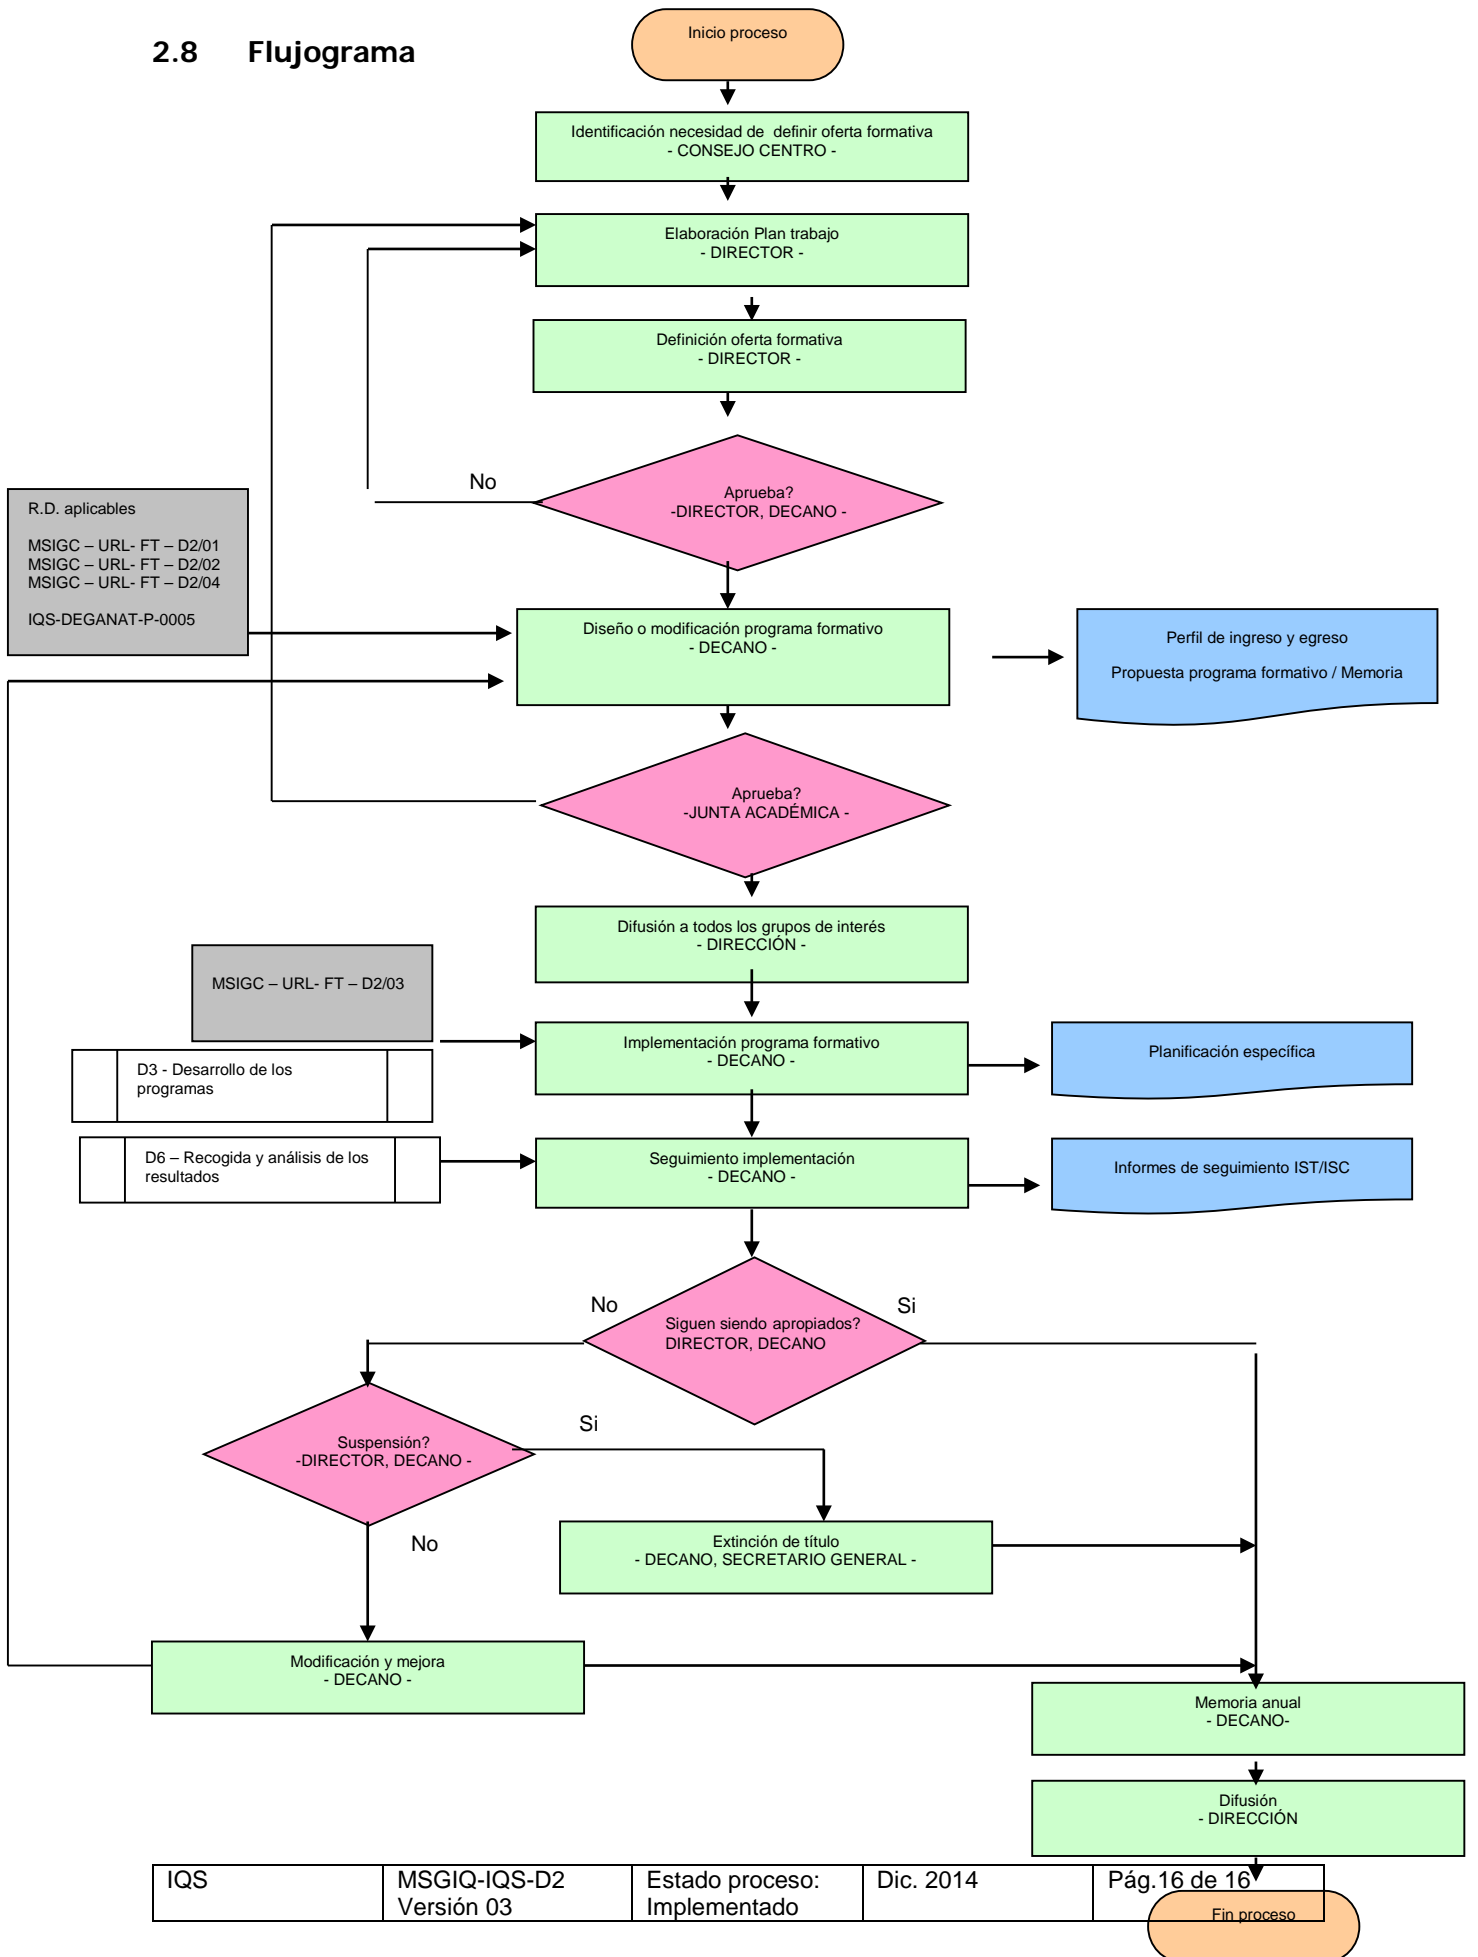 2.8 Flujograma
Inicio proceso
Identificación necesidad de definir oferta formativa
- CONSEJO CENTRO -
Elaboración Plan trabajo
- DIRECTOR -
Definición oferta formativa
- DIRECTOR -
No
Aprueba?
-DIRECTOR, DECANO -
R.D. aplicables
MSIGC – URL- FT – D2/01
MSIGC – URL- FT – D2/02
MSIGC – URL- FT – D2/04
IQS-DEGANAT-P-0005
Diseño o modificación programa formativo
- DECANO -
Perfil de ingreso y egreso
Propuesta programa formativo / Memoria
Aprueba?
-JUNTA ACADÉMICA -
Difusión a todos los grupos de interés
- DIRECCIÓN -
MSIGC – URL- FT – D2/03
Implementación programa formativo
- DECANO -
Planificación específica
D3 - Desarrollo de los
programas
D6 – Recogida y análisis de los
resultados
Seguimiento implementación
- DECANO -
Informes de seguimiento IST/ISC
No
Si
Siguen siendo apropiados?
DIRECTOR, DECANO
Si
Suspensión?
-DIRECTOR, DECANO -
No
Extinción de título
- DECANO, SECRETARIO GENERAL -
Modificación y mejora
- DECANO -
Memoria anual
- DECANO-
Difusión
- DIRECCIÓN
IQS
MSGIQ-IQS-D2
Versión 03
Estado proceso:
Implementado
Dic. 2014
Pág.16 de 16
Fin proceso